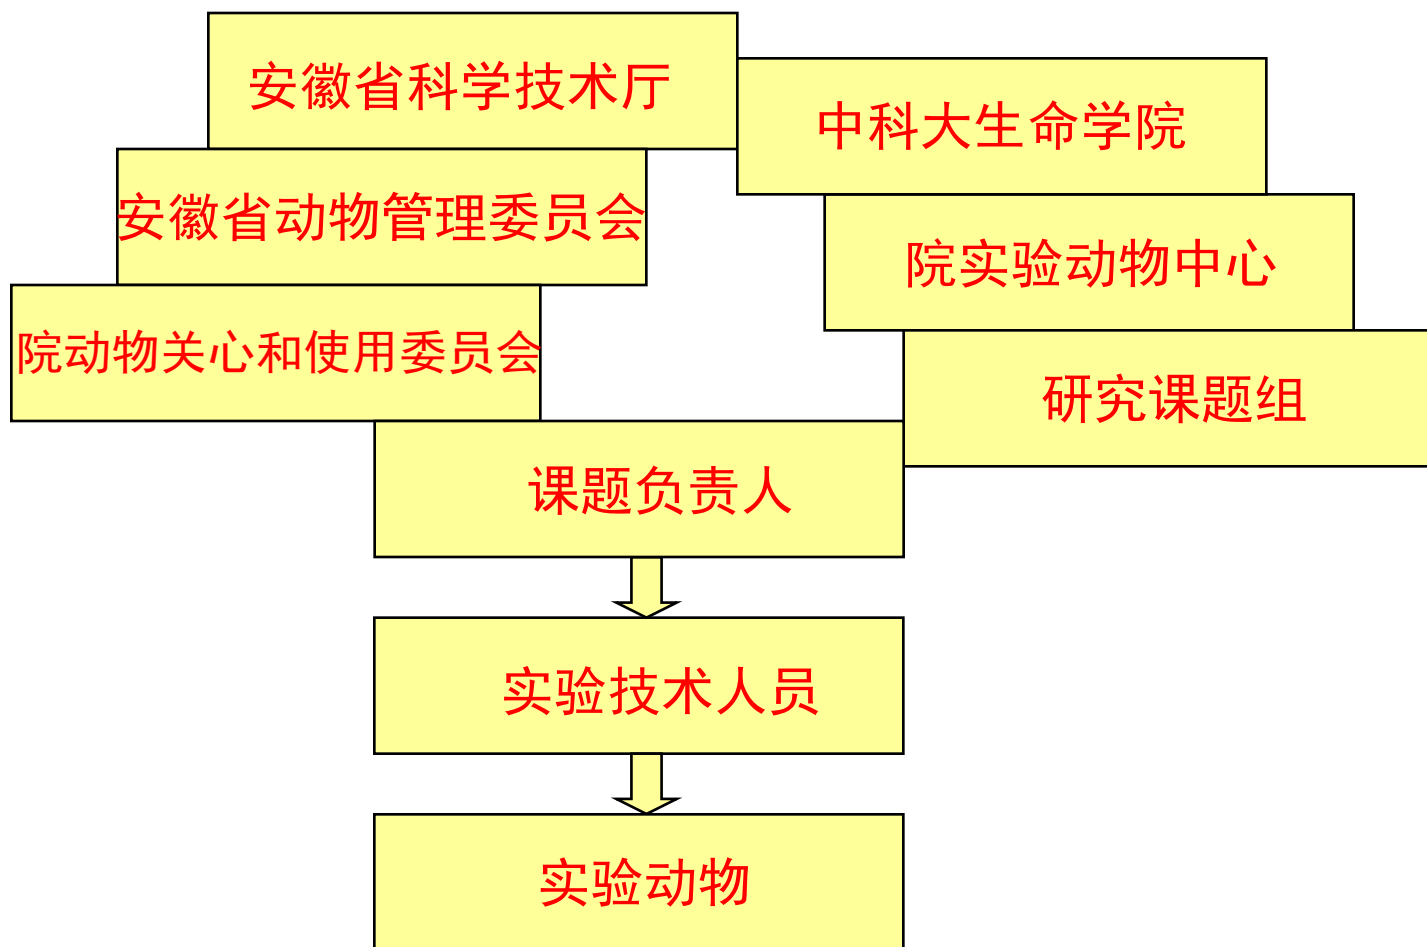 安徽省科学技术厅
中科大生命学院
安徽省动物管理委员会
院实验动物中心
院动物关心和使用委员会
研究课题组
课题负责人
实验技术人员
实验动物